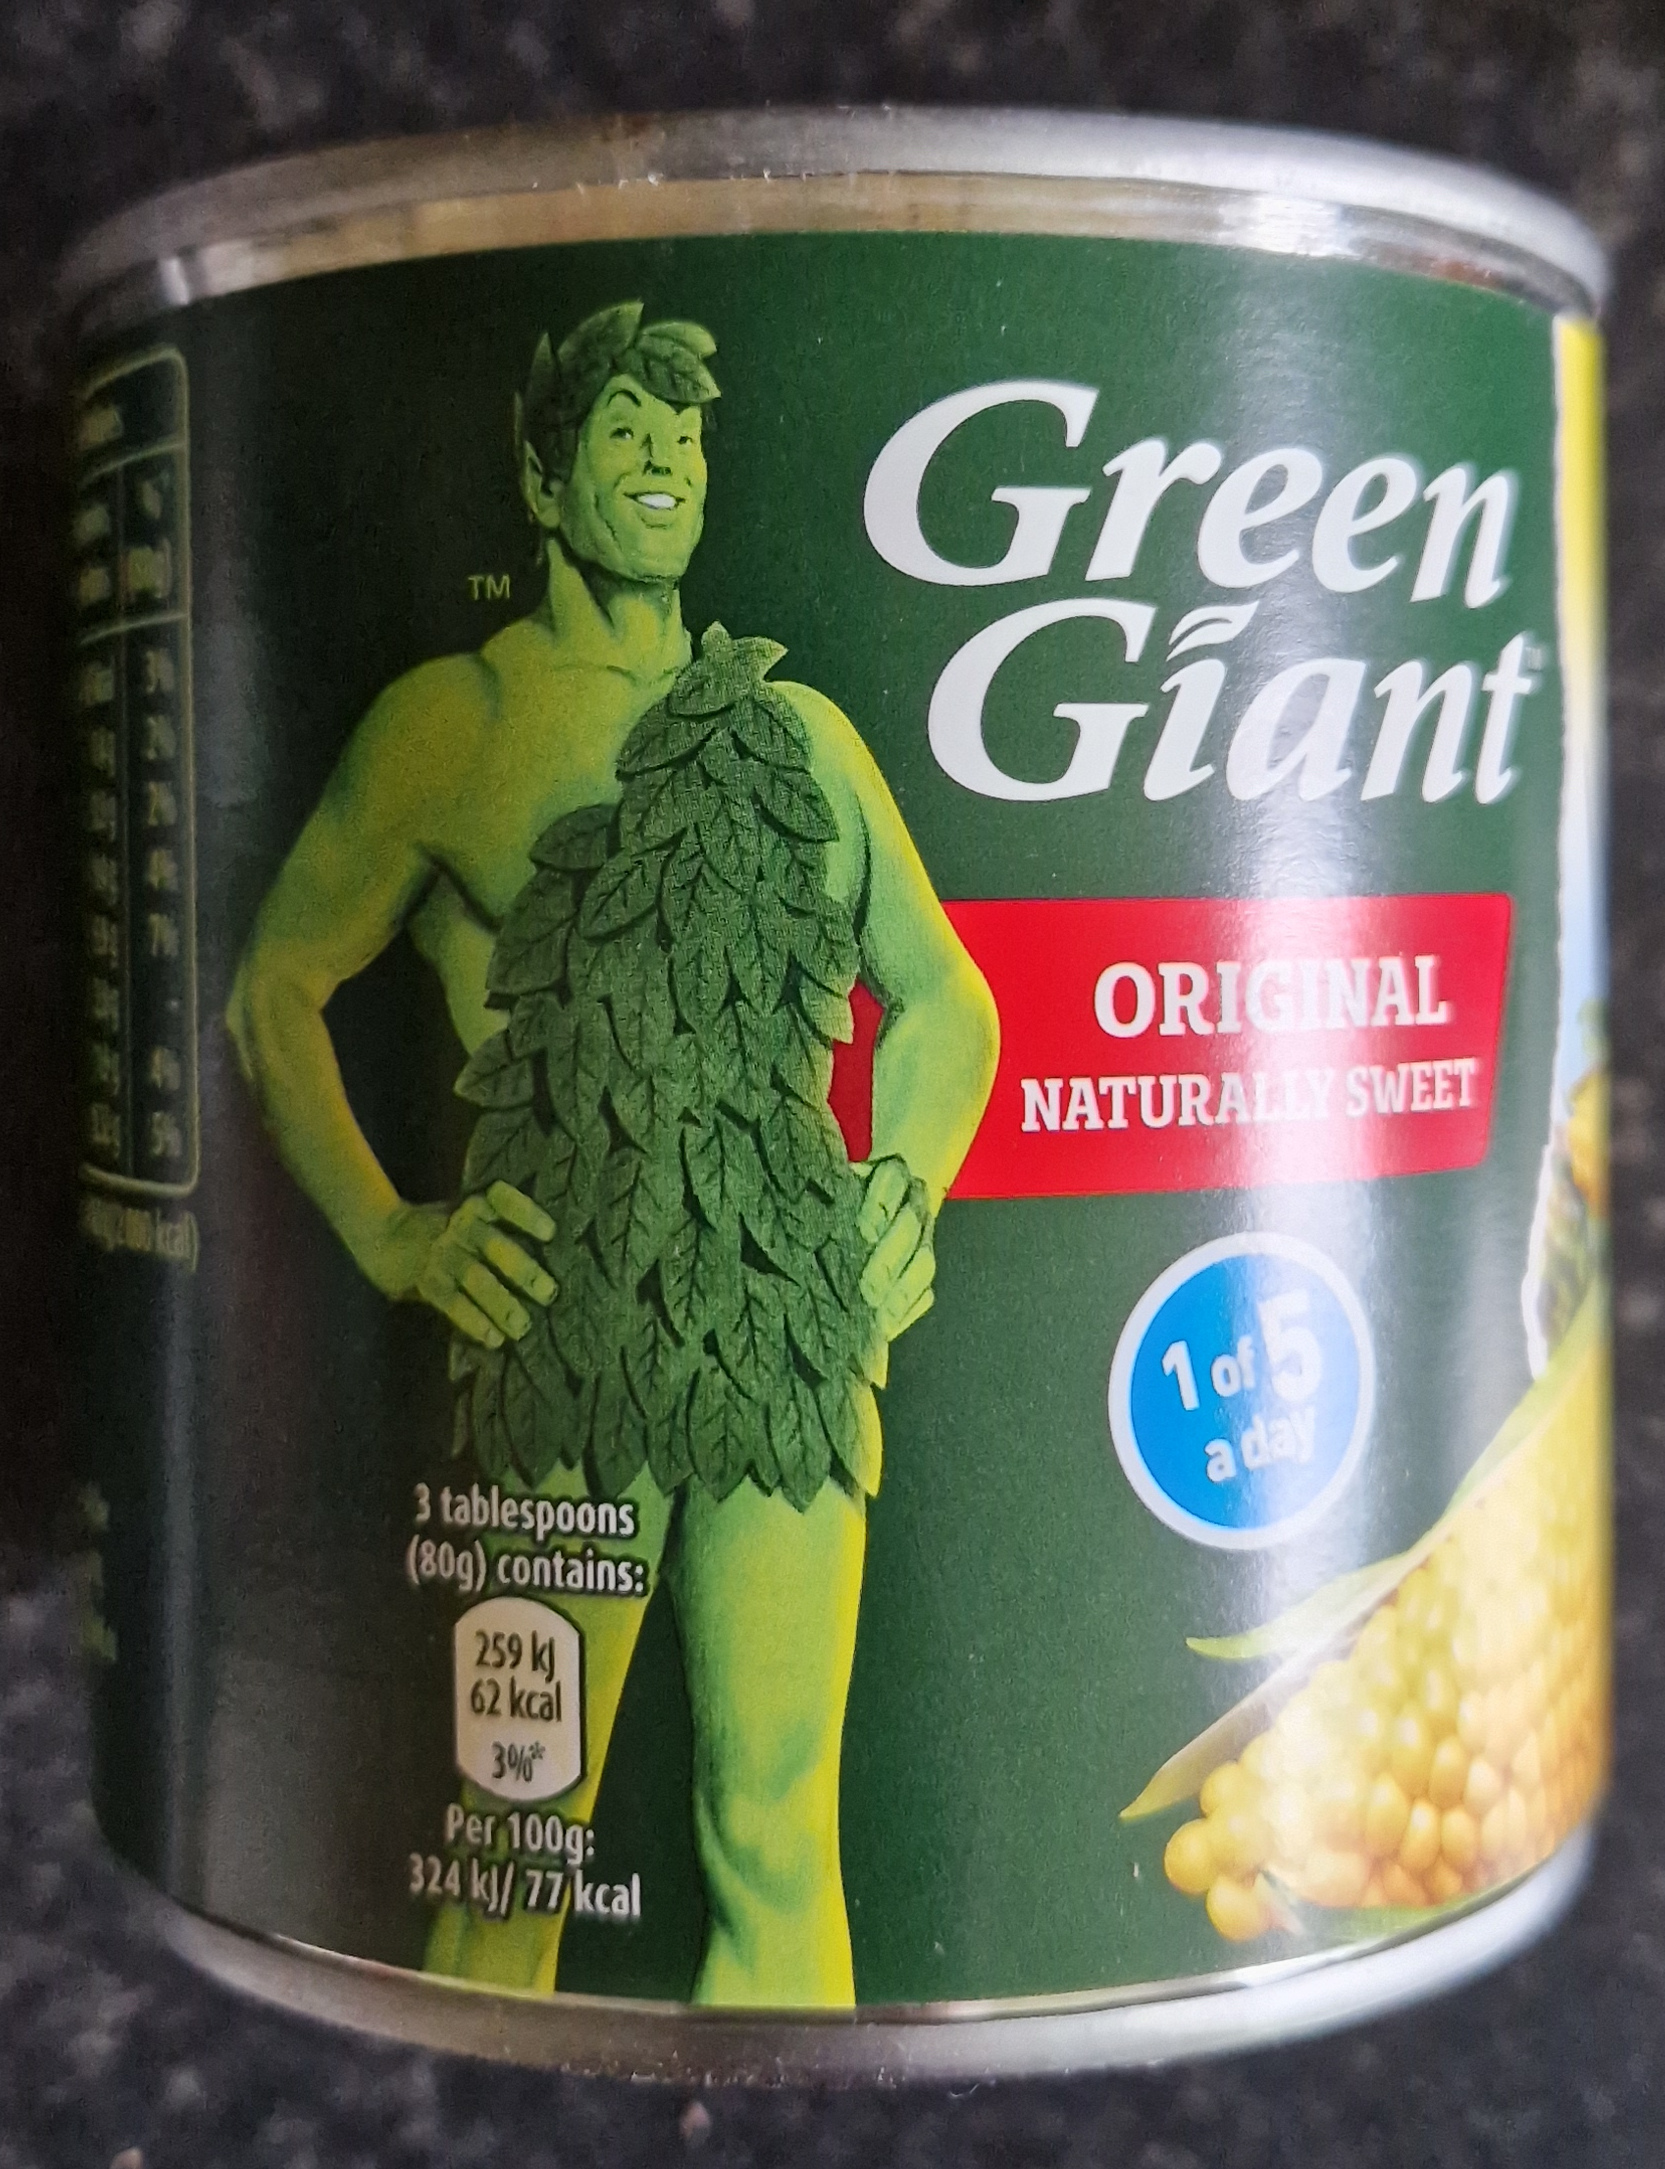 TM
Green
Giant
ORIGINAL
NATURALLY SWEET
1 of 5
a day
3 tablespoons
(80g) contains:
259 kJ
62 kcal
3%*
Per 100g:
324 kJ/ 77 kcal